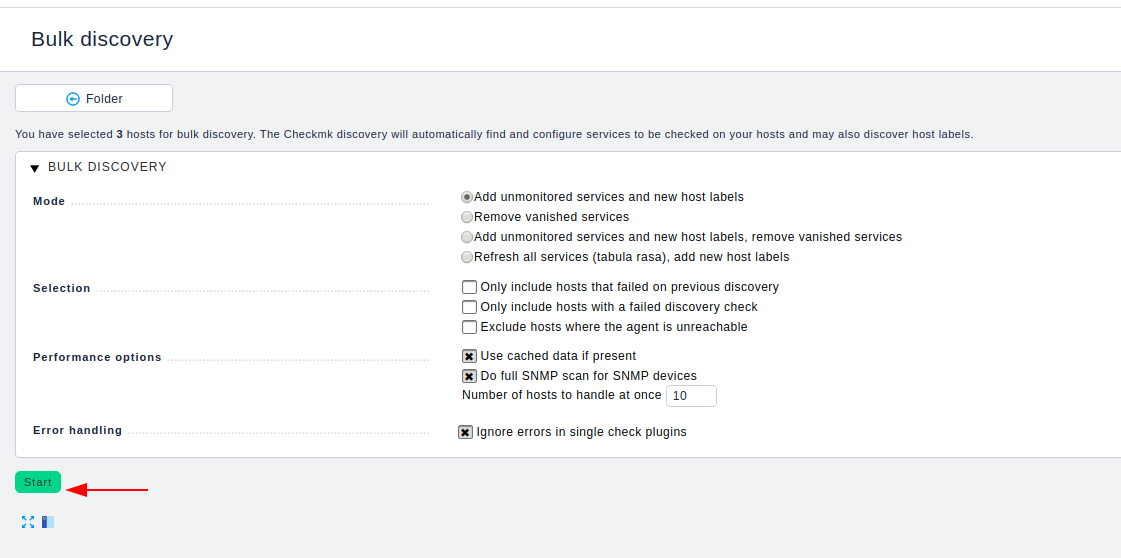 Bulk discovery
Folder
You have selected 3 hosts for bulk discovery. The Checkmk discovery will automatically find and configure services to be checked on your hosts and may also discover host labels.
BULK DISCOVERY
Mode
Add unmonitored services and new host labels
Remove vanished services
Add unmonitored services and new host labels, remove vanished services
Refresh all services (tabula rasa), add new host labels
Selection
Only include hosts that failed on previous discovery
Only include hosts with a failed discovery check
Exclude hosts where the agent is unreachable
Performance options
Use cached data if present
Do full SNMP scan for SNMP devices
Number of hosts to handle at once 10
Error handling
Ignore errors in single check plugins
Start